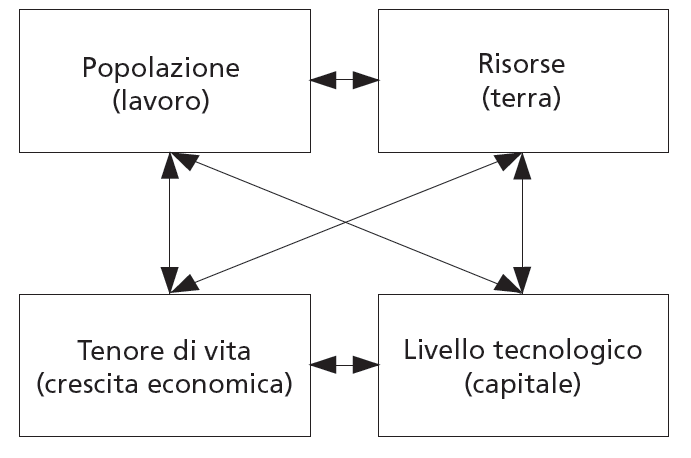 Popolazione
(lavoro)
Risorse
(terra)
Tenore di vita
(crescita economica)
Livello tecnologico
(capitale)